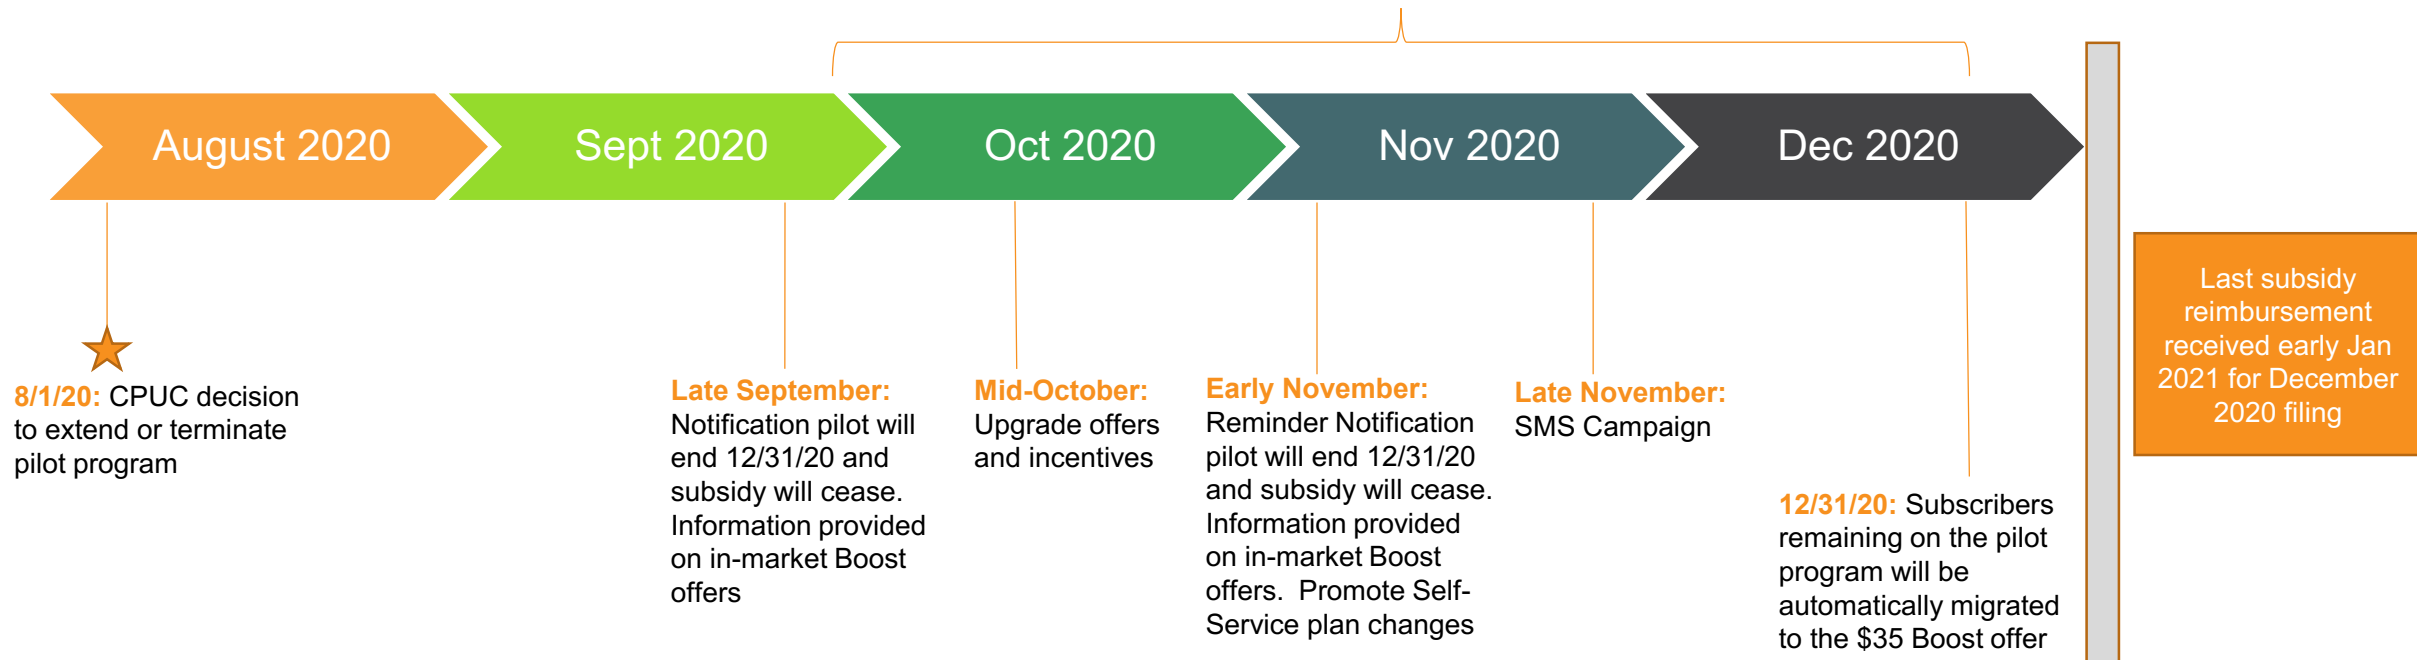 August 2020
Sept 2020
Oct 2020
Nov 2020
Dec 2020
8/1/20: CPUC decision
to extend or terminate
pilot program
Late September:
Notification pilot will
end 12/31/20 and
subsidy will cease.
Information provided
on in-market Boost
offers
Mid-October:
Upgrade offers
and incentives
Early November:
Reminder Notification
pilot will end 12/31/20
and subsidy will cease.
Information provided
on in-market Boost
offers.  Promote Self-
Service plan changes
Late November:
SMS Campaign
12/31/20: Subscribers
remaining on the pilot
program will be
automatically migrated
to the $35 Boost offer
Last subsidy
reimbursement
received early Jan
2021 for December
2020 filing